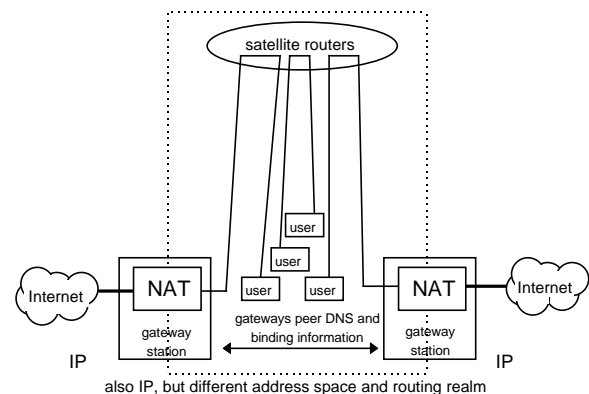 satellite routers
user
user
user
user
Internet
NAT
NAT
Internet
gateway
station
gateways peer DNS and
binding information
gateway
station
IP
IP
also IP, but different address space and routing realm